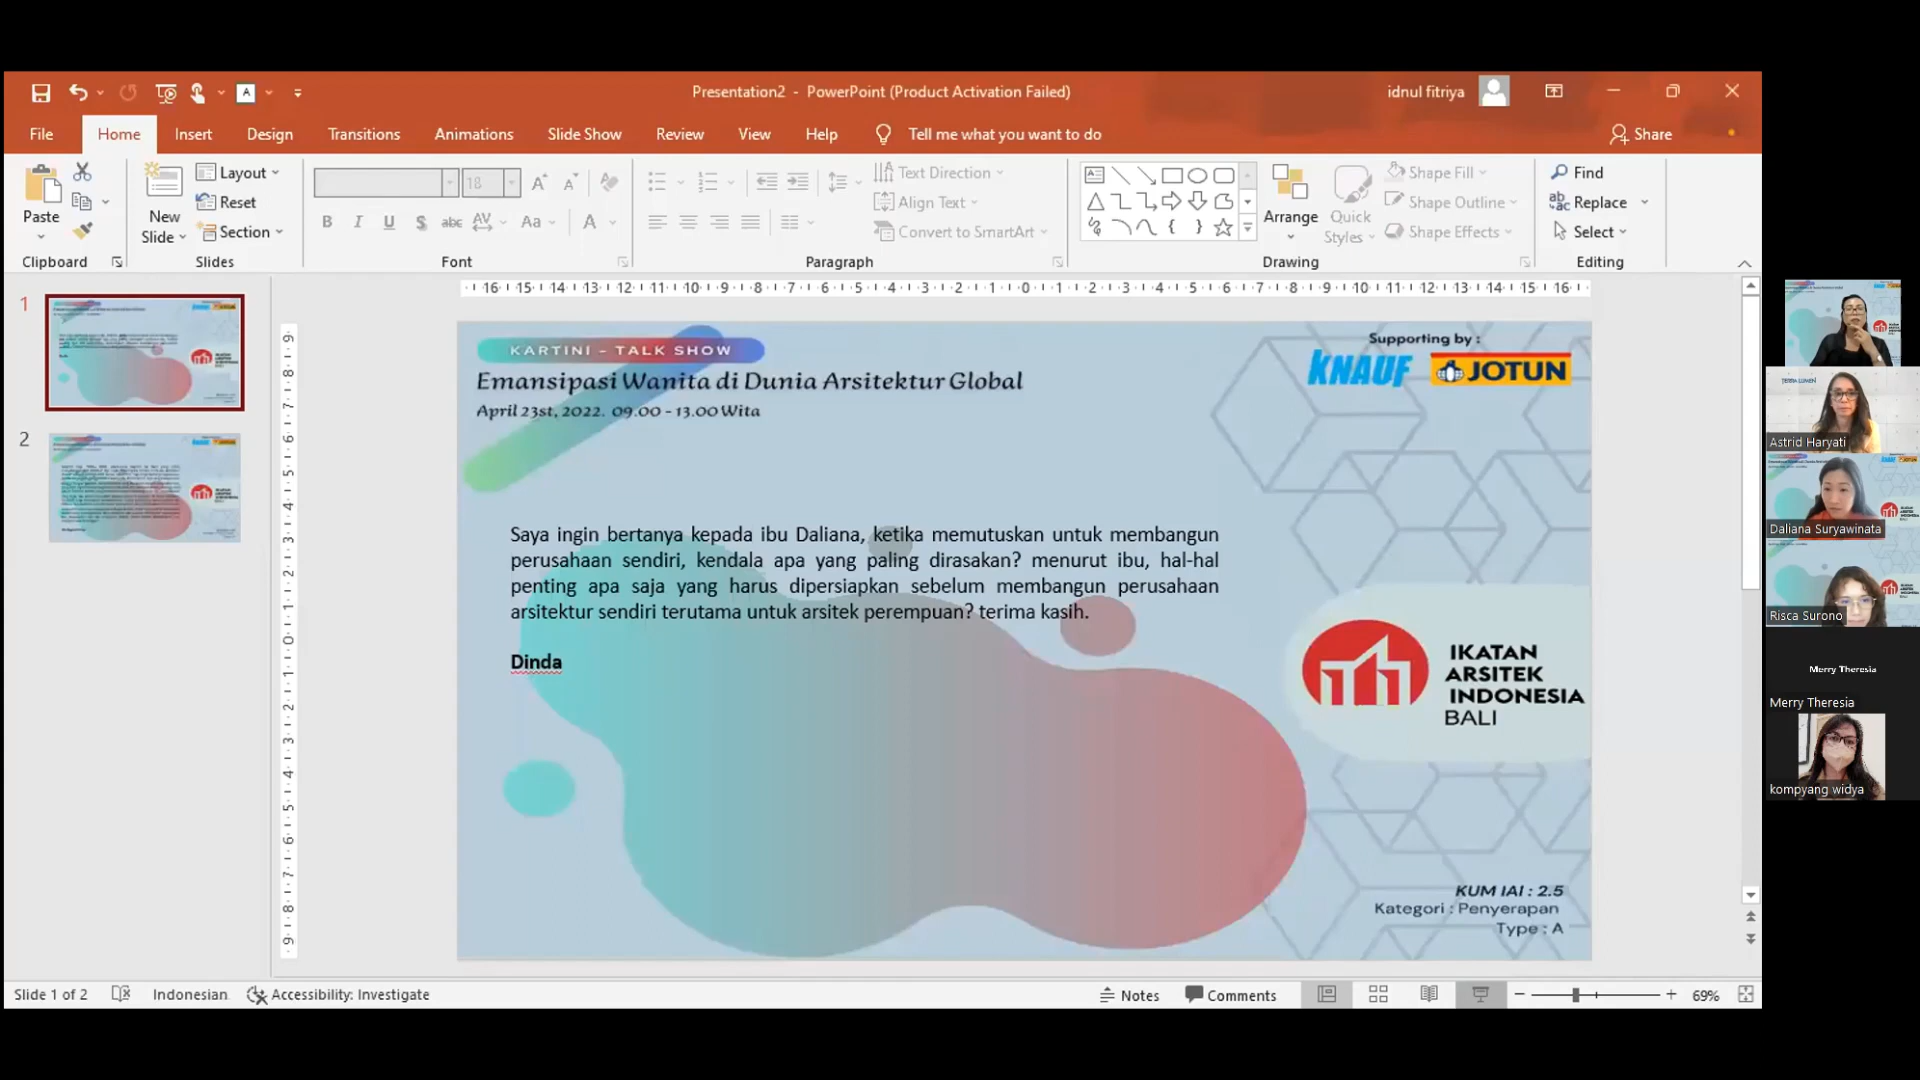 Presentation2 - PowerPoint (Product Activation Failed)
idnul fitriya
File Home Insert Design Transitions Animations Slide Show Review View Help Tell me what you want to do Share
Paste
Clipboard
New Slide
Layout
Reset
Section
Slides
18
Font
Text Direction
Align Text
Convert to SmartArt
Paragraph
Arrange
Quick Styles
Shape Fill
Shape Outline
Shape Effects
Drawing
Find
Replace
Select
Editing
1
2
KARTINI - TALK SHOW
Emansipasi Wanita di Dunia Arsitektur Global
April 23st, 2022. 09.00 - 13.00 Wita
Supporting by :
KNAUF JOTUN
Saya ingin bertanya kepada ibu Daliana, ketika memutuskan untuk membangun
perusahaan sendiri, kendala apa yang paling dirasakan? menurut ibu, hal-hal
penting apa saja yang harus dipersiapkan sebelum membangun perusahaan
arsitektur sendiri terutama untuk arsitek perempuan? terima kasih.
Dinda
IKATAN
ARSITEK
INDONESIA
BALI
KUM IAI : 2.5
Kategori : Penyerapan
Type : A
Slide 1 of 2 Indonesian Accessibility: Investigate Notes Comments 69%
Astrid Haryati
Daliana Suryawinata
Risca Surono
Merry Theresia
Merry Theresia
kompyang widya